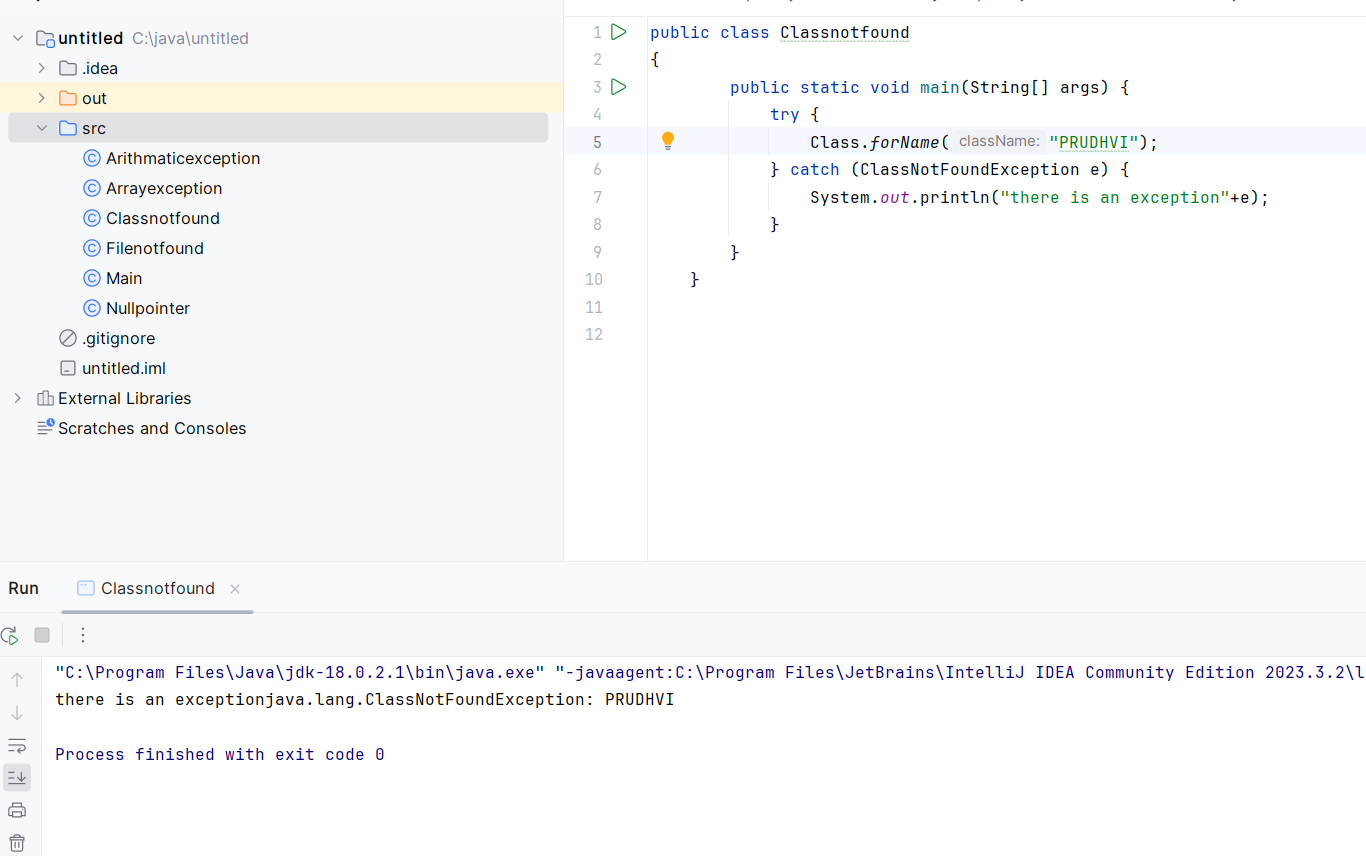 untitled C:\java\untitled
.idea
out
src
Arithmaticexception
Arrayexception
Classnotfound
Filenotfound
Main
Nullpointer
.gitignore
untitled.iml
External Libraries
Scratches and Consoles
1 public class Classnotfound
2 {
3 public static void main(String[] args) {
4 try {
5 Class.forName( className: "PRUDHVI");
6 } catch (ClassNotFoundException e) {
7 System.out.println("there is an exception"+e);
8 }
9 }
10 }
11
12
Run Classnotfound
"C:\Program Files\Java\jdk-18.0.2.1\bin\java.exe" "-javaagent:C:\Program Files\JetBrains\IntelliJ IDEA Community Edition 2023.3.2\l
there is an exceptionjava.lang.ClassNotFoundException: PRUDHVI
Process finished with exit code 0